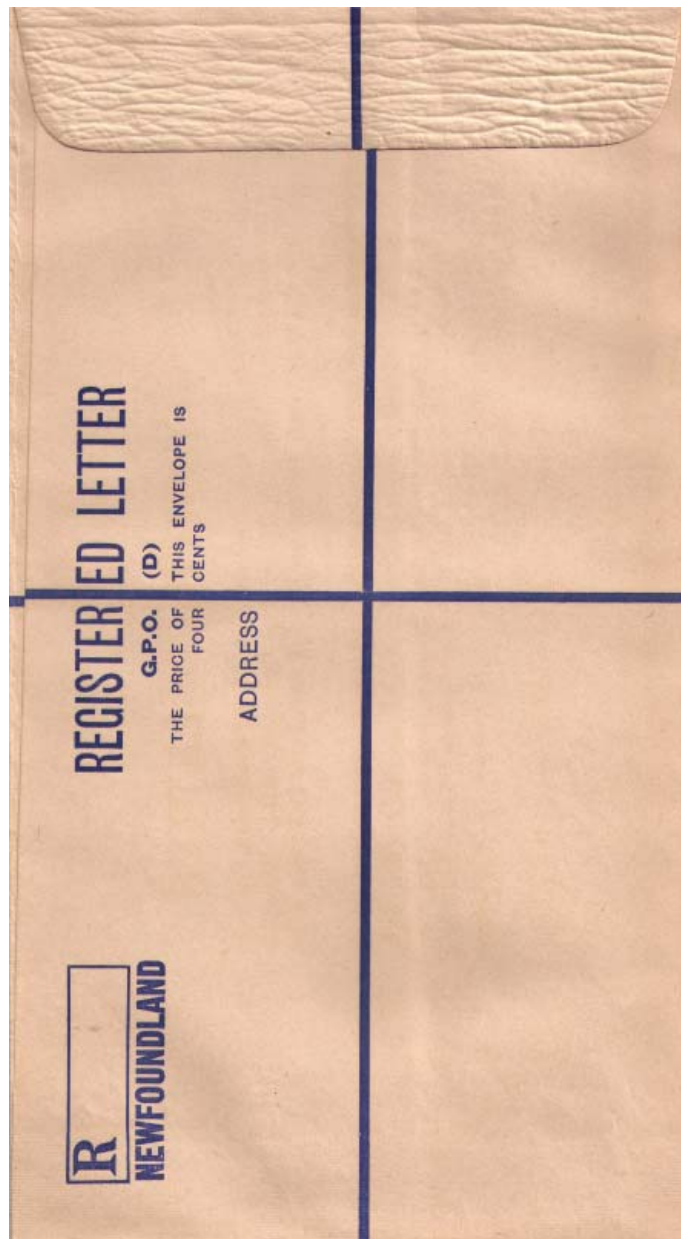 REGISTERED LETTER
G.P.O. (D)
THE PRICE OF THIS ENVELOPE IS
FOUR CENTS
ADDRESS
R
NEWFOUNDLAND